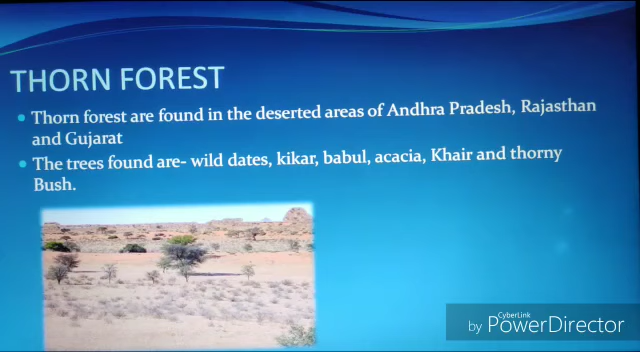 THORN FOREST
• Thorn forest are found in the deserted areas of Andhra Pradesh, Rajasthan
and Gujarat
• The trees found are- wild dates, kikar, babul, acacia, Khair and thorny
Bush.
by CyberLink PowerDirector